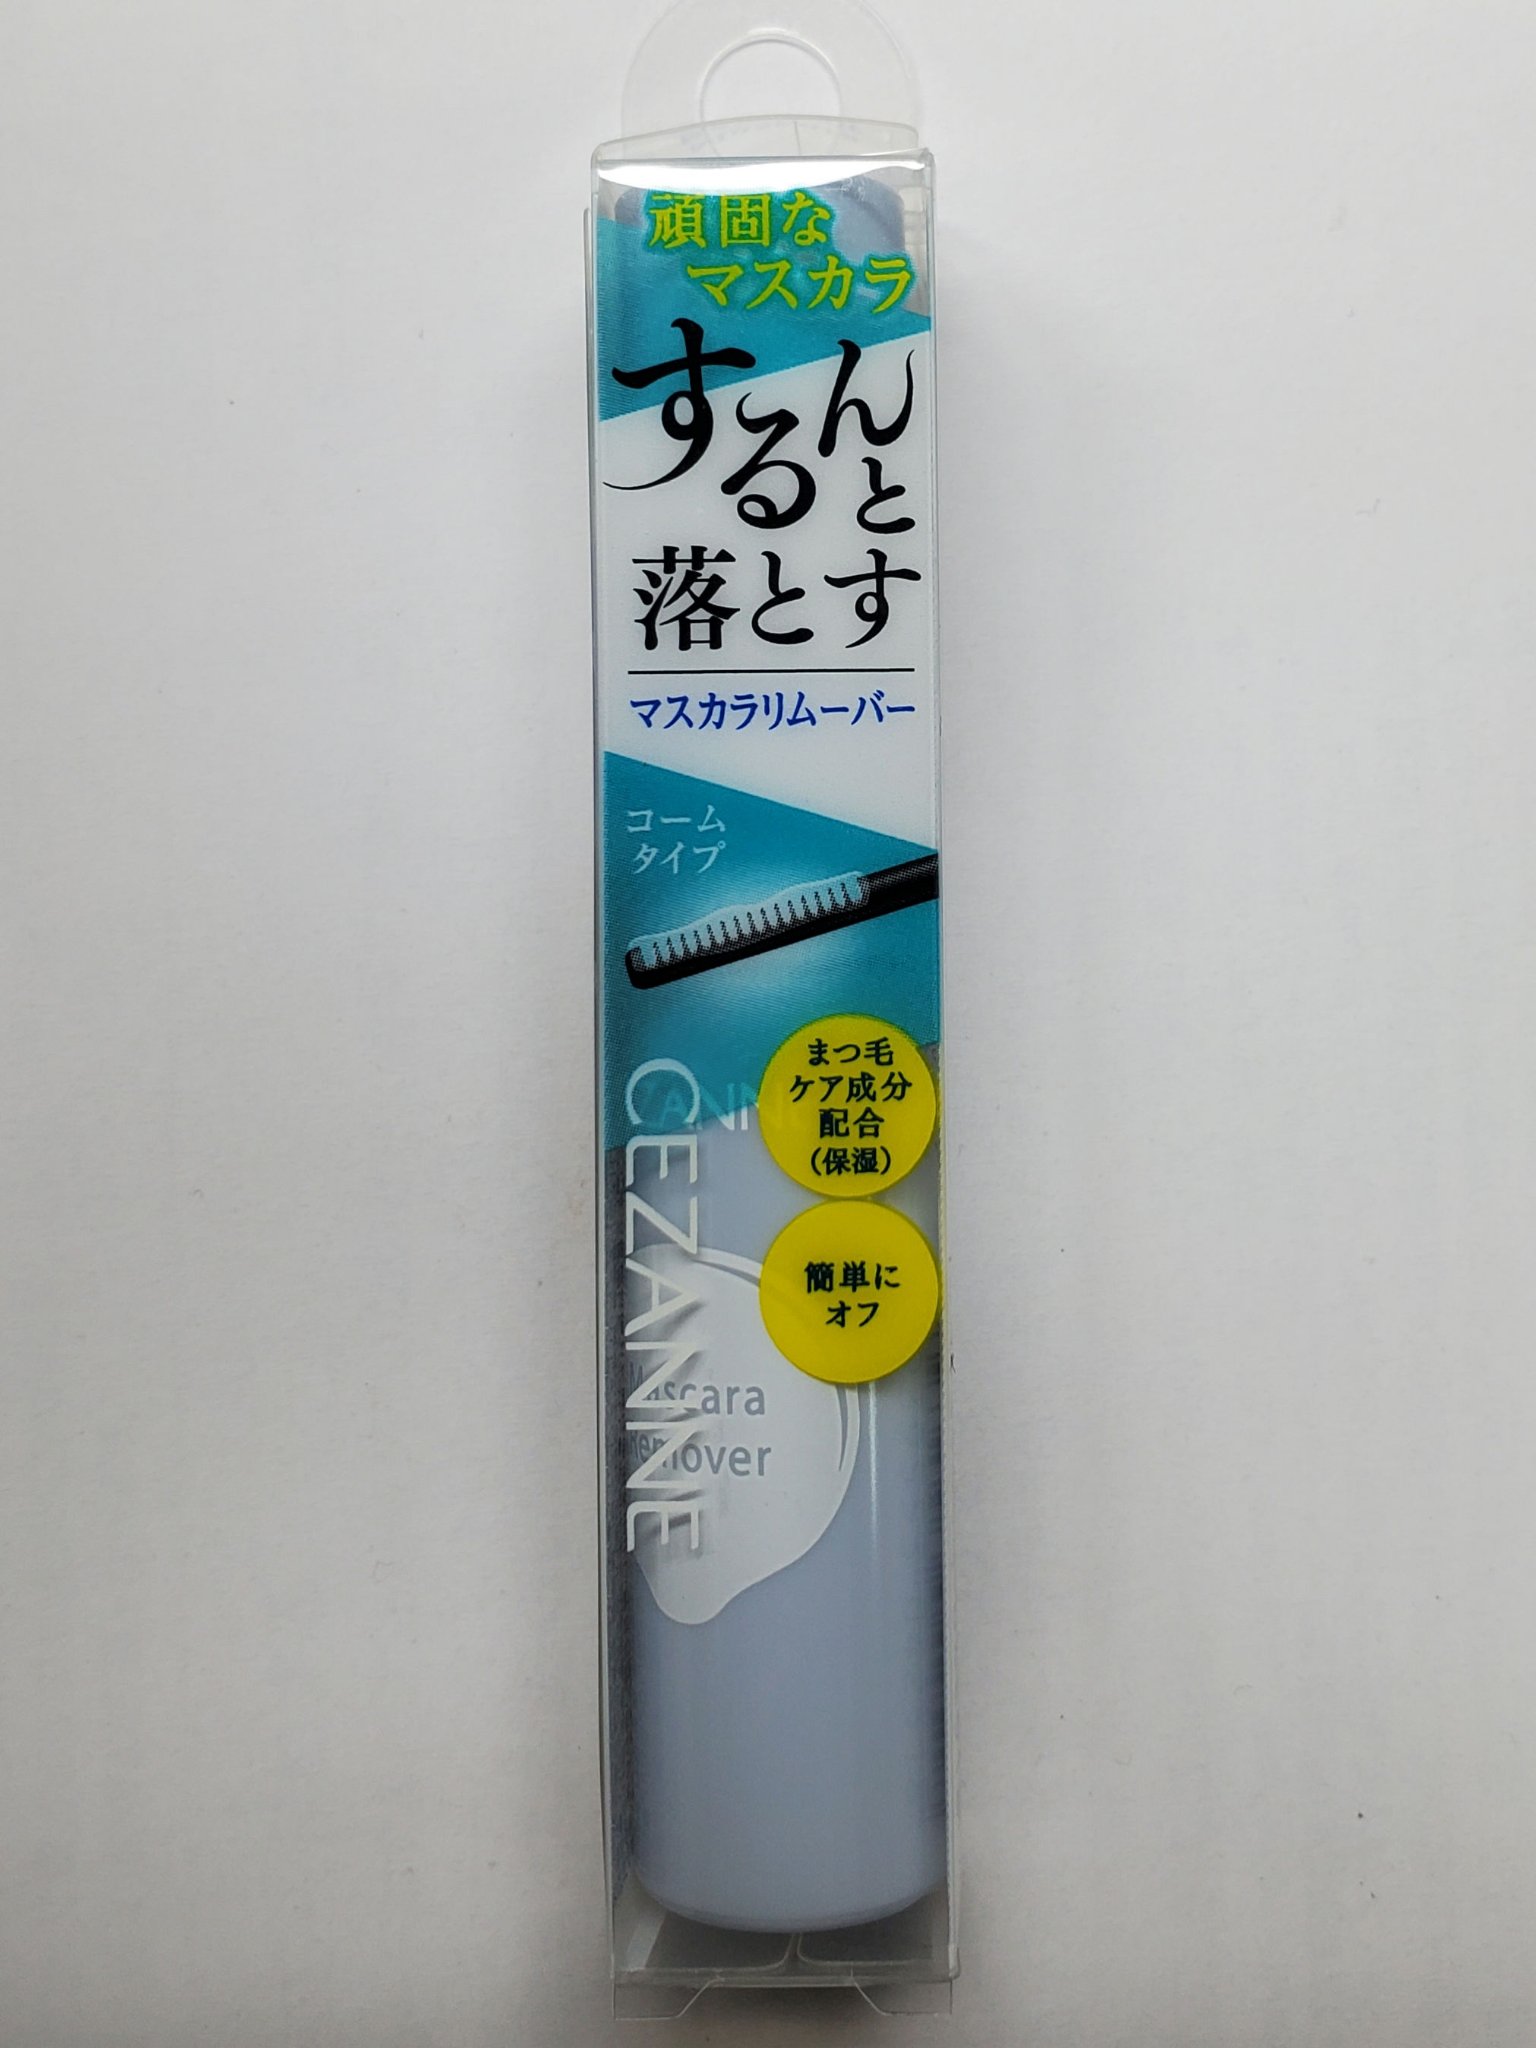 頑固な
マスカラ
するんと
落とす
マスカラリムーバー
コーム
タイプ
まつ毛
ケア成分
配合
(保湿)
簡単に
オフ
CEZANNE
Mascara
Remover